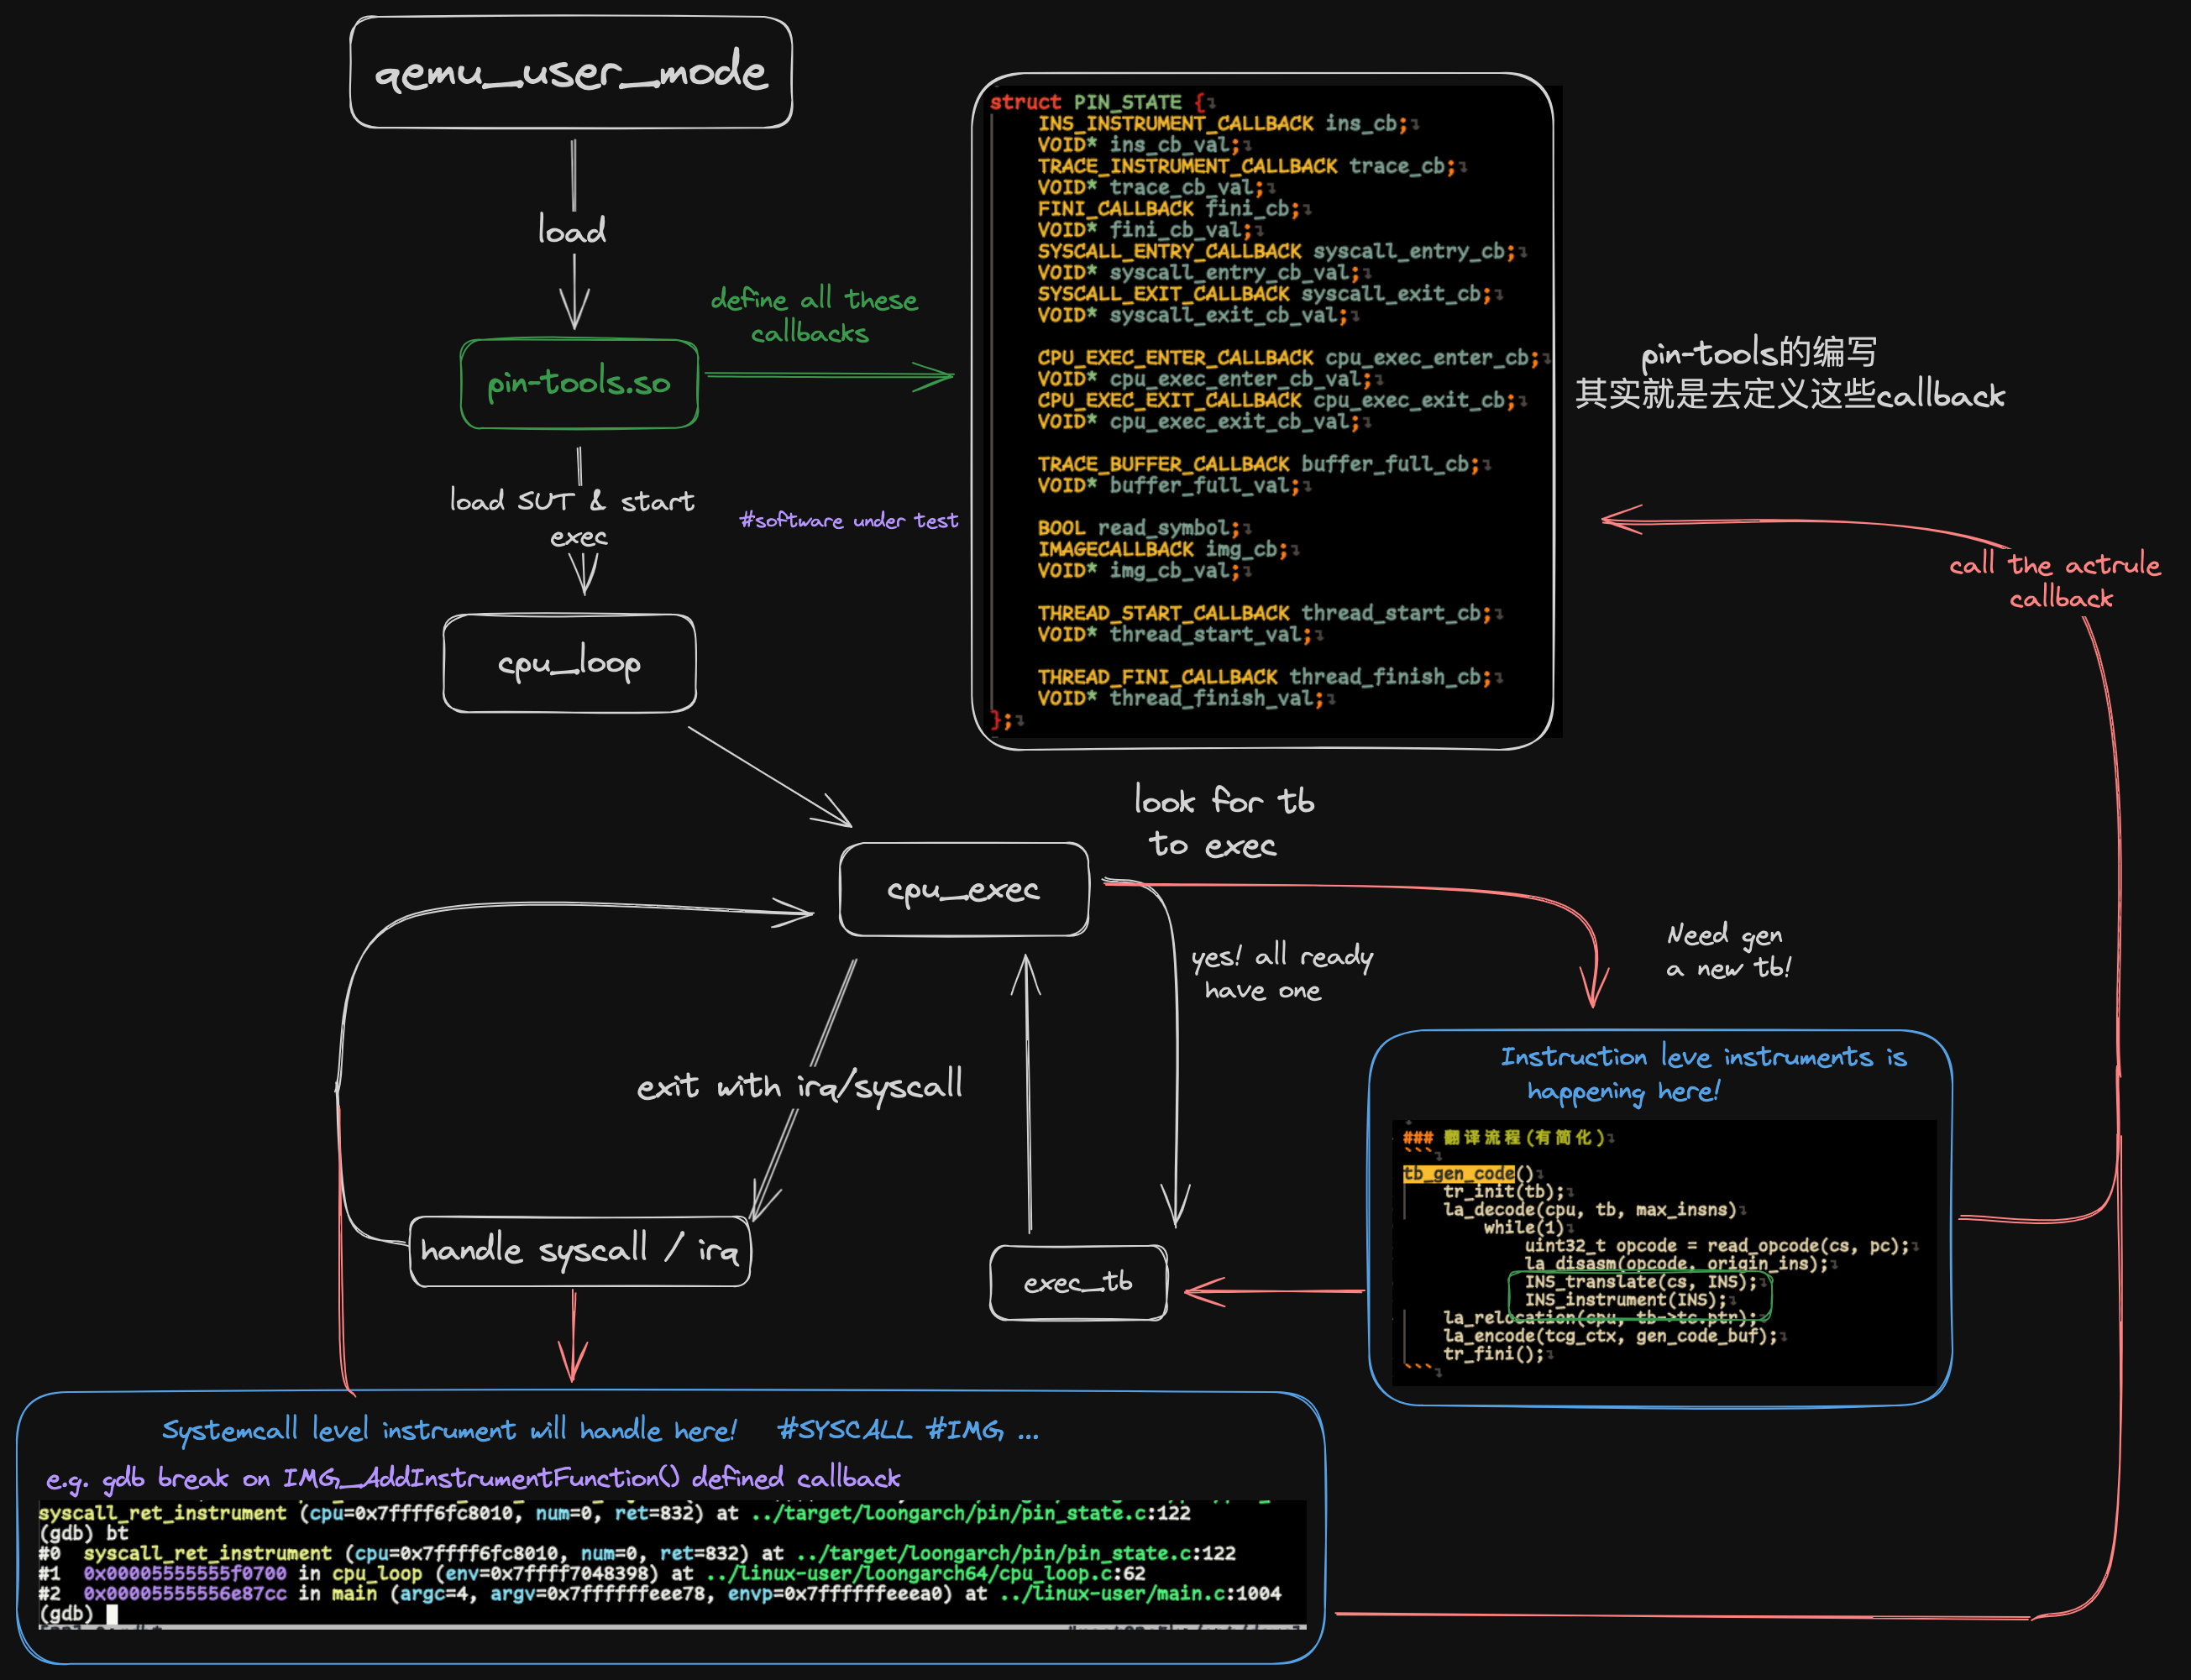 qemu_user_mode
load
define all these
callbacks
pin-tools.so
load SUT & start
exec
#software under test
cpu_loop
struct PIN_STATE {
INS_INSTRUMENT_CALLBACK ins_cb;
VOID* ins_cb_val;
TRACE_INSTRUMENT_CALLBACK trace_cb;
VOID* trace_cb_val;
FINI_CALLBACK fini_cb;
VOID* fini_cb_val;
SYSCALL_ENTRY_CALLBACK syscall_entry_cb;
VOID* syscall_entry_cb_val;
SYSCALL_EXIT_CALLBACK syscall_exit_cb;
VOID* syscall_exit_cb_val;
CPU_EXEC_ENTER_CALLBACK cpu_exec_enter_cb;
VOID* cpu_exec_enter_cb_val;
CPU_EXEC_EXIT_CALLBACK cpu_exec_exit_cb;
VOID* cpu_exec_exit_cb_val;
TRACE_BUFFER_CALLBACK buffer_full_cb;
VOID* buffer_full_val;
BOOL read_symbol;
IMAGECALLBACK img_cb;
VOID* img_cb_val;
THREAD_START_CALLBACK thread_start_cb;
VOID* thread_start_val;
THREAD_FINI_CALLBACK thread_finish_cb;
VOID* thread_finish_val;
};
pin-tools的编写
其实就是去定义这些callback
call the actrule
callback
look for tb
to exec
cpu_exec
yes! all ready
have one
Need gen
a new tb!
exit with irq/syscall
handle syscall / irq
exec_tb
Instruction leve instruments is
happening here!
### 翻译流程(有简化)
```
tb_gen_code()
tr_init(tb);
la_decode(cpu, tb, max_insns)
while(1)
uint32_t opcode = read_opcode(cs, pc);
la_disasm(opcode, origin_ins);
INS_translate(cs, INS);
INS_instrument(INS);
la_relocation(cpu, tb->tc.ptr);
la_encode(tcg_ctx, gen_code_buf);
tr_fini();
```
Systemcall level instrument will handle here! #SYSCALL #IMG ...
e.g. gdb break on IMG_AddInstrumentFunction() defined callback
syscall_ret_instrument (cpu=0x7ffff6fc8010, num=0, ret=832) at ../target/loongarch/pin/pin_state.c:122
(gdb) bt
#0 syscall_ret_instrument (cpu=0x7ffff6fc8010, num=0, ret=832) at ../target/loongarch/pin/pin_state.c:122
#1 0x00005555555f0700 in cpu_loop (env=0x7ffff7048398) at ../linux-user/loongarch64/cpu_loop.c:62
#2 0x00005555556e87cc in main (argc=4, argv=0x7fffffffeee78, envp=0x7fffffffeeea0) at ../linux-user/main.c:1004
(gdb)